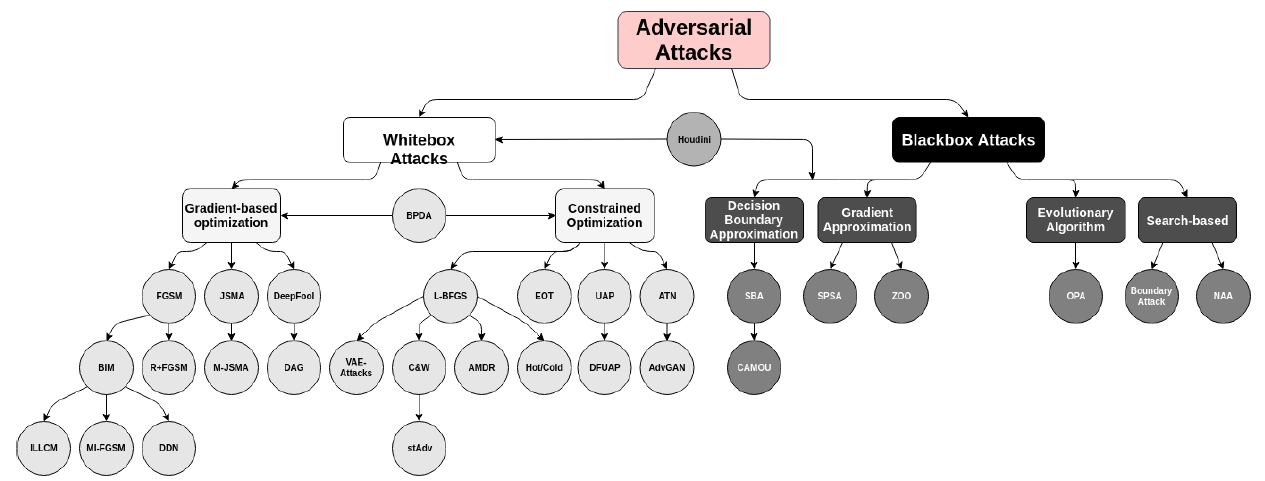 Adversarial
Attacks
Whitebox
Attacks
Houdini
Blackbox Attacks
Gradient-based
optimization
BPDA
Constrained
Optimization
Decision
Boundary
Approximation
Gradient
Approximation
Evolutionary
Algorithm
Search-based
FGSM
JSMA
DeepFool
L-BFGS
EOT
UAP
ATN
SBA
SPSA
ZOO
OPA
Boundary
Attack
NAA
BIM
R+FGSM
M-JSMA
DAG
VAE-
Attacks
C&W
AMDR
Hot/Cold
DFUAP
AdvGAN
CAMOU
ILLCM
MI-FGSM
DDN
stAdv